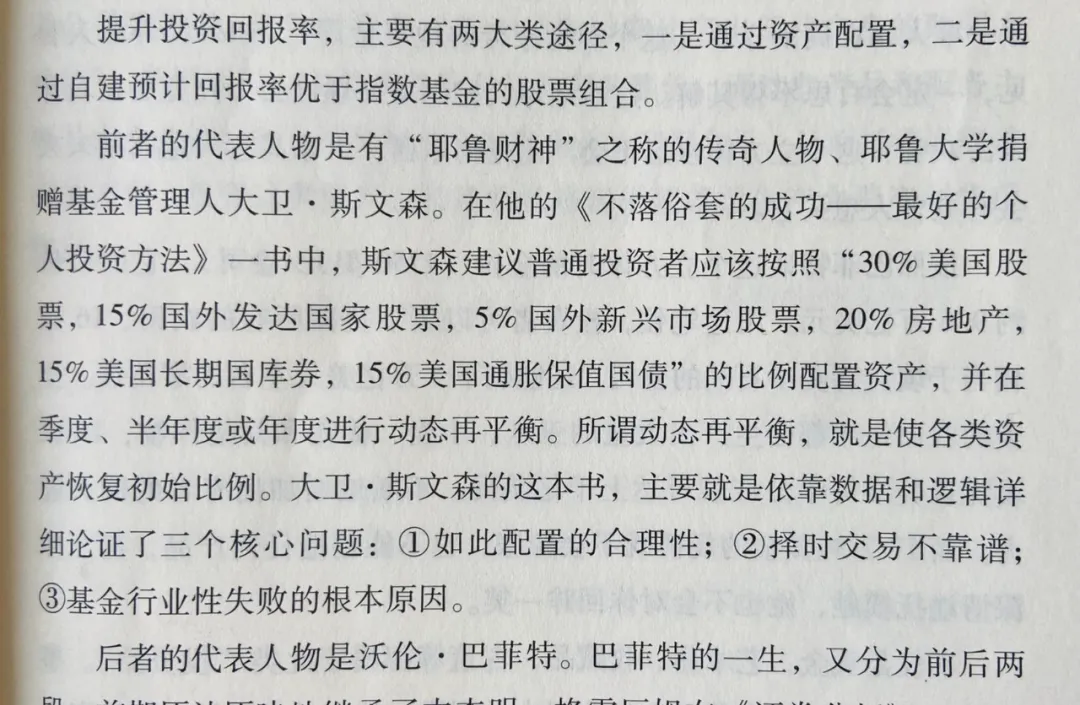 提升投资回报率，主要有两大类途径，一是通过资产配置，二是通
过自建预计回报率优于指数基金的股票组合。
前者的代表人物是有“耶鲁财神”之称的传奇人物、耶鲁大学捐
赠基金管理人大卫·斯文森。在他的《不落俗套的成功——最好的个
人投资方法》一书中，斯文森建议普通投资者应该按照“30%美国股
票，15%国外发达国家股票，5%国外新兴市场股票，20%房地产，
15%美国长期国库券，15%美国通胀保值国债”的比例配置资产，并在
季度、半年度或年度进行动态再平衡。所谓动态再平衡，就是使各类资
产恢复初始比例。大卫·斯文森的这本书，主要就是依靠数据和逻辑详
细论证了三个核心问题：①如此配置的合理性；②择时交易不靠谱；
③基金行业性失败的根本原因。
后者的代表人物是沃伦·巴菲特。巴菲特的一生，又分为前后两